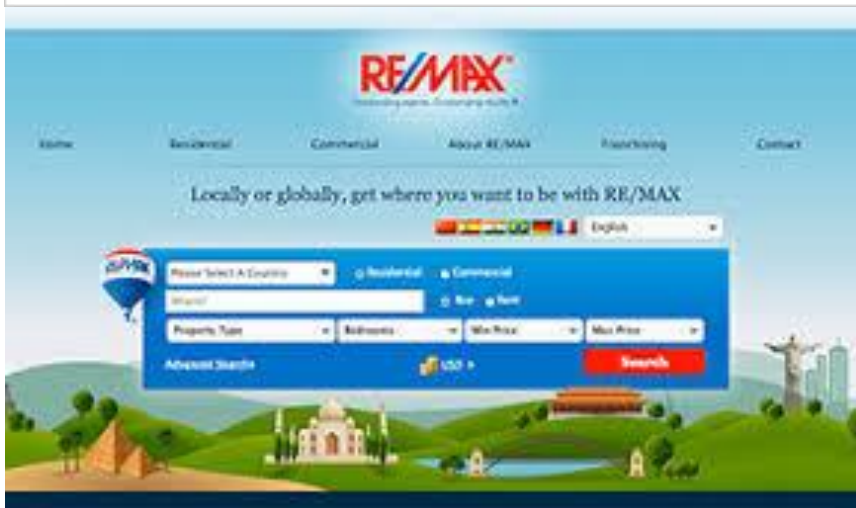 RE/MAX
Home Residential Commercial About RE/MAX Franchising Contact
Locally or globally, get where you want to be with RE/MAX
English
RE/MAX
Please Select A Country Residential Commercial
Buy Rent
Property Type Bedrooms Min Price Max Price
Advanced Search USD Search